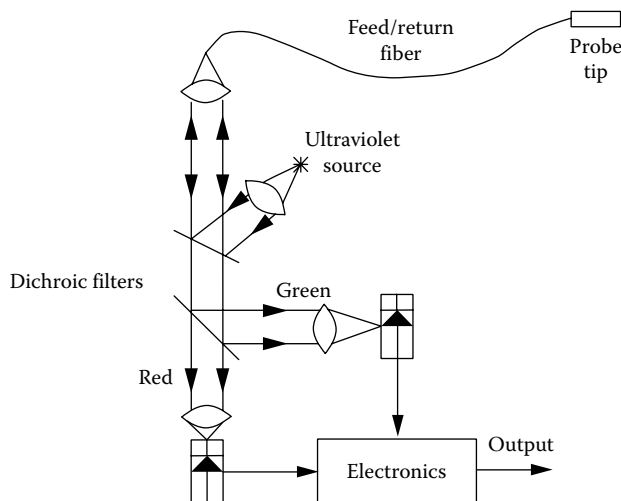 Feed/return
fiber
Probe
tip
Ultraviolet
source
Dichroic filters
Green
Red
Electronics
Output